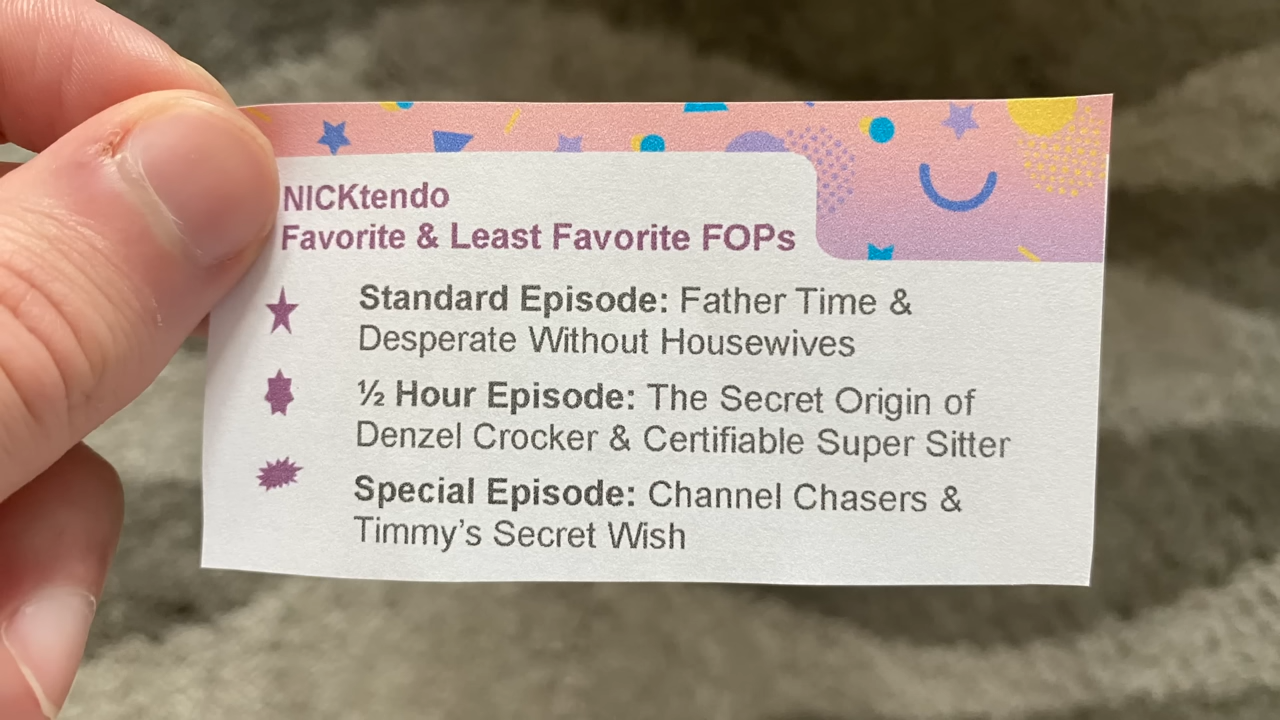 NICKtendo
Favorite & Least Favorite FOPs
Standard Episode: Father Time &
Desperate Without Housewives
½ Hour Episode: The Secret Origin of
Denzel Crocker & Certifiable Super Sitter
Special Episode: Channel Chasers &
Timmy’s Secret Wish